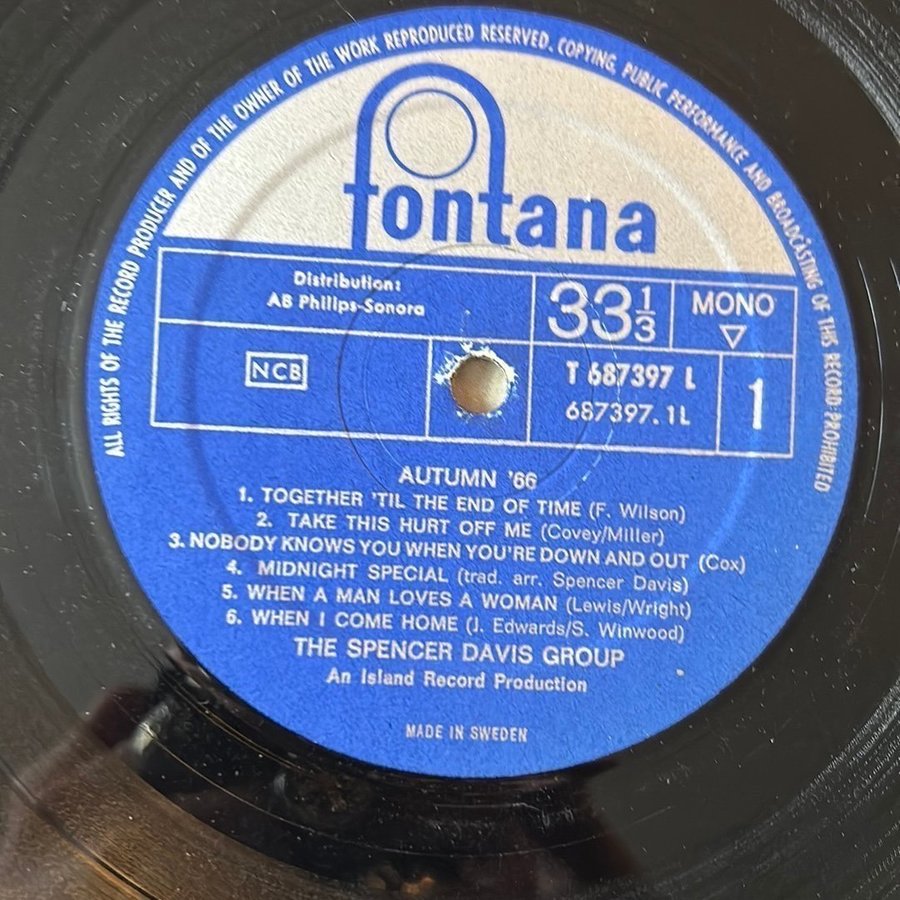 ALL RIGHTS OF THE RECORD PRODUCER AND OF THE OWNER OF THE WORK REPRODUCED RESERVED. COPYING, PUBLIC PERFORMANCE AND BROADCASTING OF THIS RECORD PROHIBITED
fontana
Distribution:
AB Philips-Sonora
33 1/3
MONO
NCB
T 687397 L
687397.1L
1
AUTUMN '66
1. TOGETHER 'TIL THE END OF TIME (F. Wilson)
2. TAKE THIS HURT OFF ME (Covey/Miller)
3. NOBODY KNOWS YOU WHEN YOU'RE DOWN AND OUT (Cox)
4. MIDNIGHT SPECIAL (trad. arr. Spencer Davis)
5. WHEN A MAN LOVES A WOMAN (Lewis/Wright)
6. WHEN I COME HOME (J. Edwards/S. Winwood)
THE SPENCER DAVIS GROUP
An Island Record Production
MADE IN SWEDEN